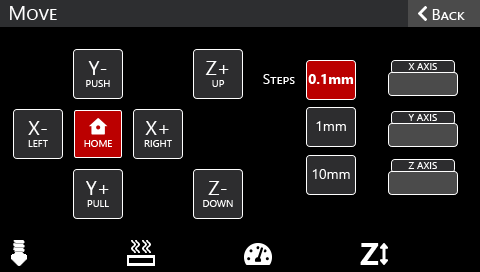 Move
Back
Y-
PUSH
Z+
UP
Steps
0.1mm
X AXIS
X-
LEFT
HOME
X+
RIGHT
1mm
Y AXIS
Y+
PULL
Z-
DOWN
10mm
Z AXIS
Z